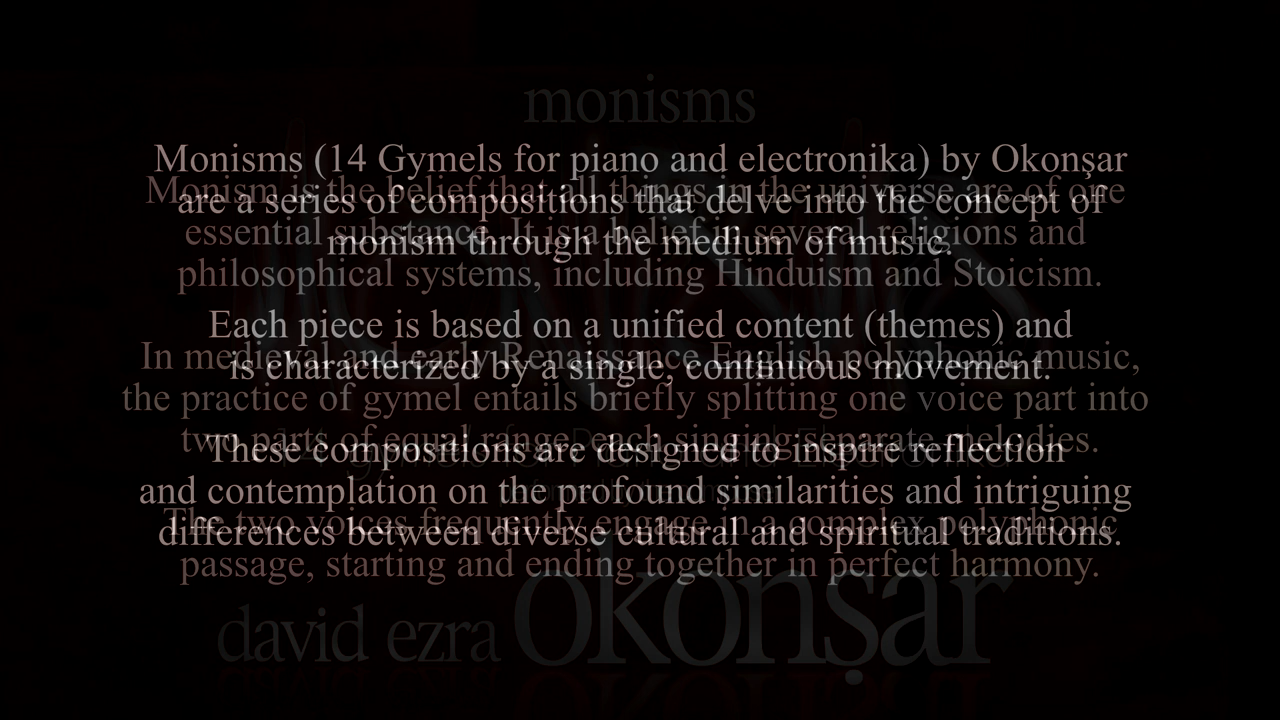 monisms
Monisms (14 Gymels for piano and electronika) by Okonşar
are a series of compositions that delve into the concept of
monism through the medium of music.
Each piece is based on a unified content (themes) and
is characterized by a single, continuous movement.
These compositions are designed to inspire reflection
and contemplation on the profound similarities and intriguing
differences between diverse cultural and spiritual traditions.
Monism is the belief that all things in the universe are of one
essential substance. It is a belief in several religions and
philosophical systems, including Hinduism and Stoicism.
In medieval and early Renaissance English polyphonic music,
the practice of gymel entails briefly splitting one voice part into
two parts of equal range, each singing separate melodies.
The two voices frequently engage in a complex polyphonic
passage, starting and ending together in perfect harmony.
david ezra okonşar